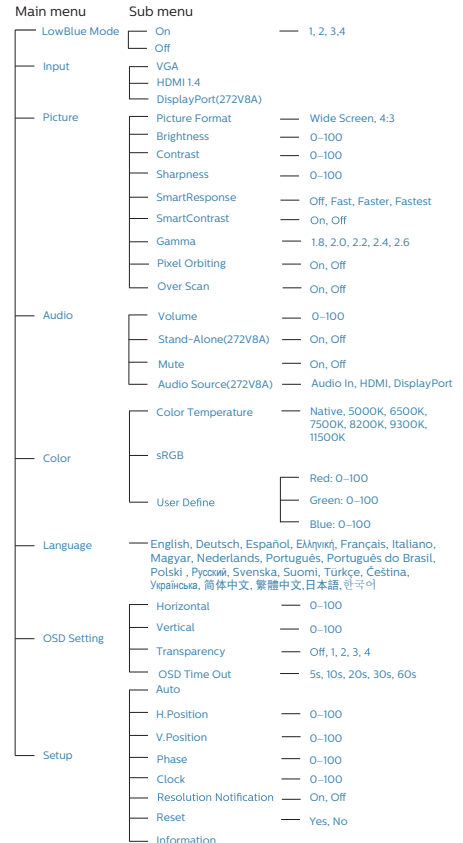 Main menu Sub menu
LowBlue Mode On 1, 2, 3,4
Off
Input VGA
HDMI 1.4
DisplayPort(272V8A)
Picture Picture Format Wide Screen, 4:3
Brightness 0–100
Contrast 0–100
Sharpness 0–100
SmartResponse Off, Fast, Faster, Fastest
SmartContrast On, Off
Gamma 1.8, 2.0, 2.2, 2.4, 2.6
Pixel Orbiting On, Off
Over Scan On, Off
Audio Volume 0–100
Stand-Alone(272V8A) On, Off
Mute On, Off
Audio Source(272V8A) Audio In, HDMI, DisplayPort
Color Temperature Native, 5000K, 6500K,
7500K, 8200K, 9300K,
11500K
Color sRGB
Red: 0–100
User Define Green: 0–100
Blue: 0–100
Language English, Deutsch, Español, Ελληνική, Français, Italiano,
Magyar, Nederlands, Português, Português do Brasil,
Polski , Русский, Svenska, Suomi, Türkçe, Čeština,
Українська, 简体中文, 繁體中文,日本語,한국어
OSD Setting Horizontal 0–100
Vertical 0–100
Transparency Off, 1, 2, 3, 4
OSD Time Out 5s, 10s, 20s, 30s, 60s
Setup Auto
H.Position 0–100
V.Position 0–100
Phase 0–100
Clock 0–100
Resolution Notification On, Off
Reset Yes, No
Information